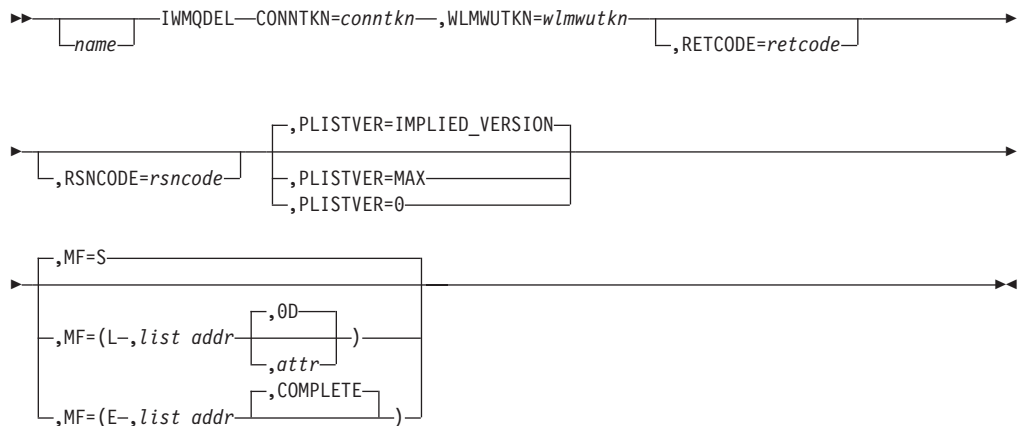 IWMQDEL CONNTKN=conntkn ,WLMWUTKN=wlmwutkn
name ,RETCODE=retcode
,PLISTVER=IMPLIED_VERSION
,RSNCODE=rsncode ,PLISTVER=MAX
,PLISTVER=0
,MF=S
,0D
,MF=(L ,list addr )
,attr
,COMPLETE
,MF=(E ,list addr )